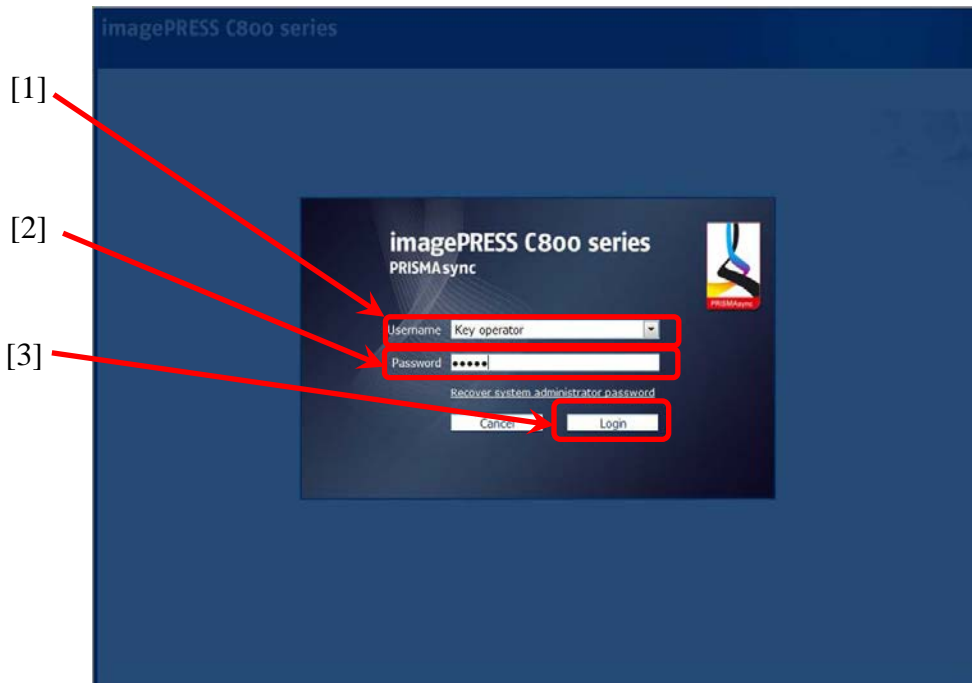 imagePRESS C800 series
[1]
[2]
imagePRESS C800 series
PRISMAsync
PRISMAsync
Username Key operator
[3]
Password •••••
Recover system administrator password
Cancel Login